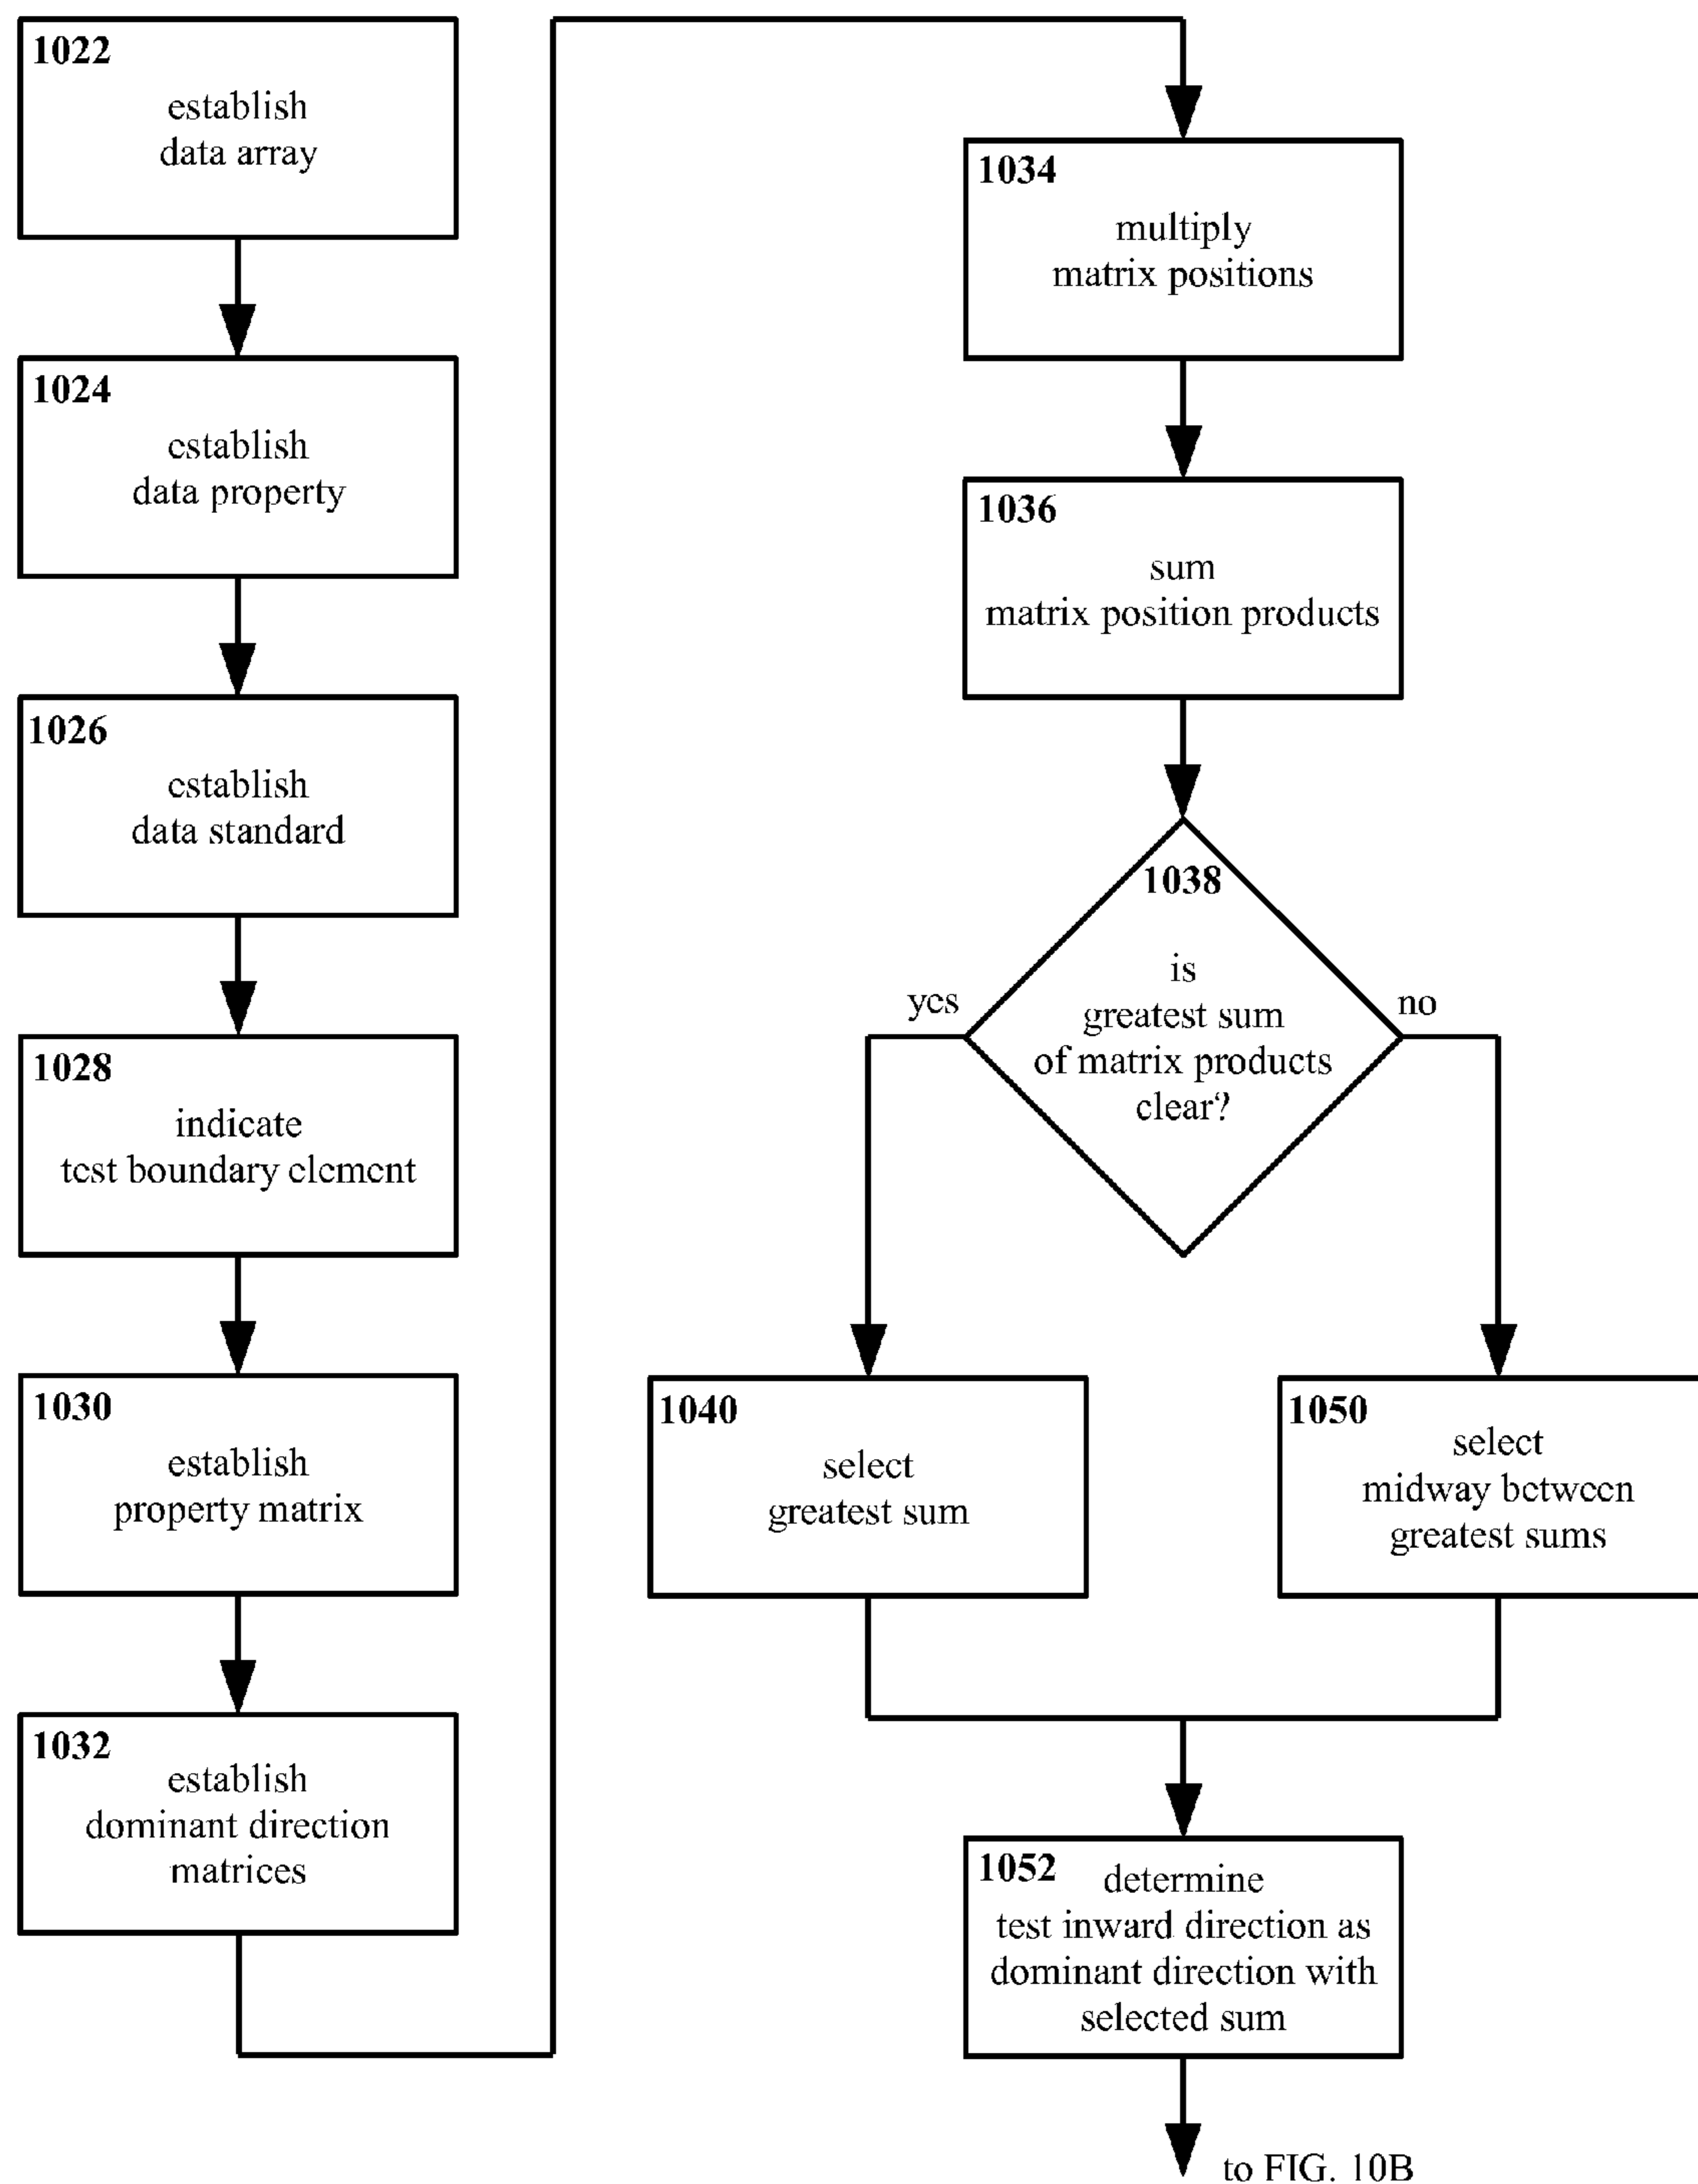 1022
establish
data array
1024
establish
data property
1026
establish
data standard
1028
indicate
test boundary element
1030
establish
property matrix
1032
establish
dominant direction
matrices
1034
multiply
matrix positions
1036
sum
matrix position products
1038
is
greatest sum
of matrix products
clear?
yes
no
1040
select
greatest sum
1050
select
midway between
greatest sums
1052
determine
test inward direction as
dominant direction with
selected sum
to FIG. 10B